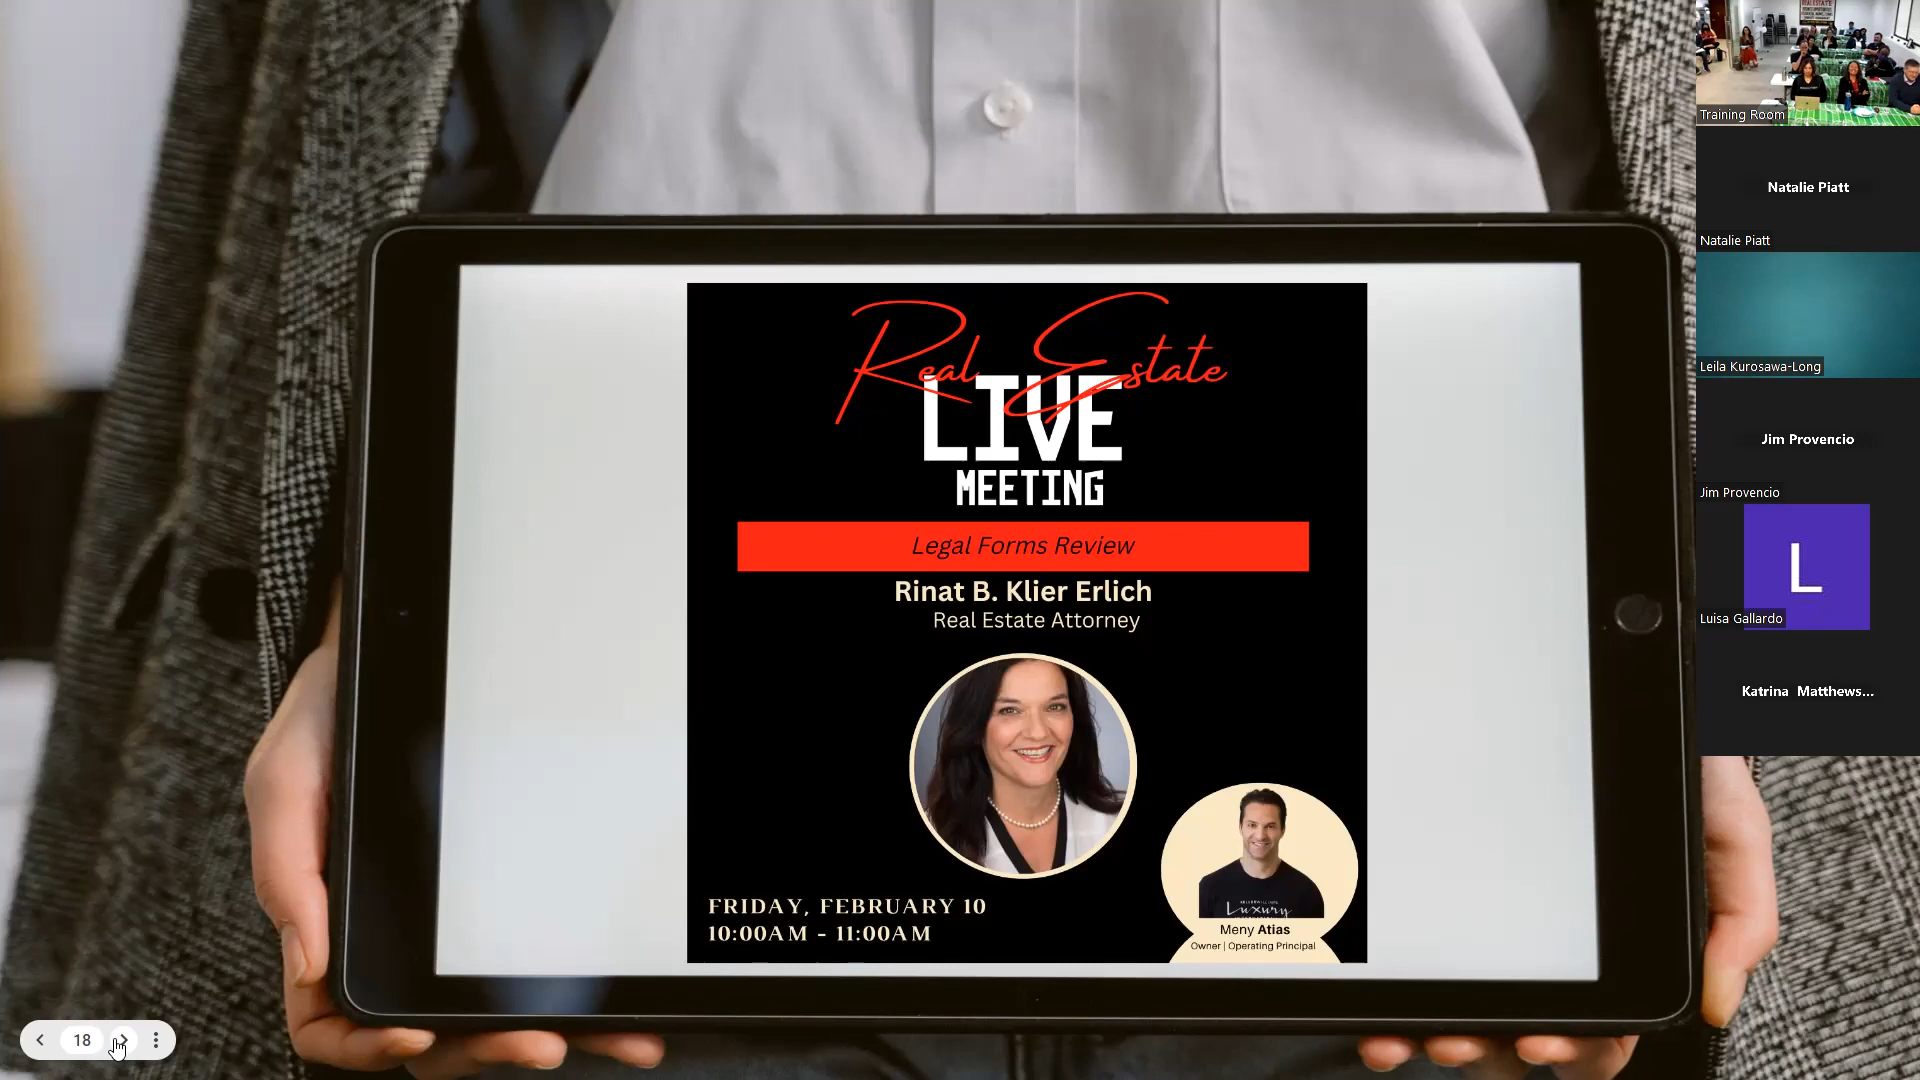 Real Estate
LIVE
MEETING
Legal Forms Review
Rinat B. Klier Erlich
Real Estate Attorney
Luxury
Meny Atias
Owner | Operating Principal
FRIDAY, FEBRUARY 10
10:00AM - 11:00AM
18
REAL ESTATE
Training Room
Natalie Piatt
Natalie Piatt
Leila Kurosawa-Long
Jim Provencio
Jim Provencio
L
Luisa Gallardo
Katrina Matthews...